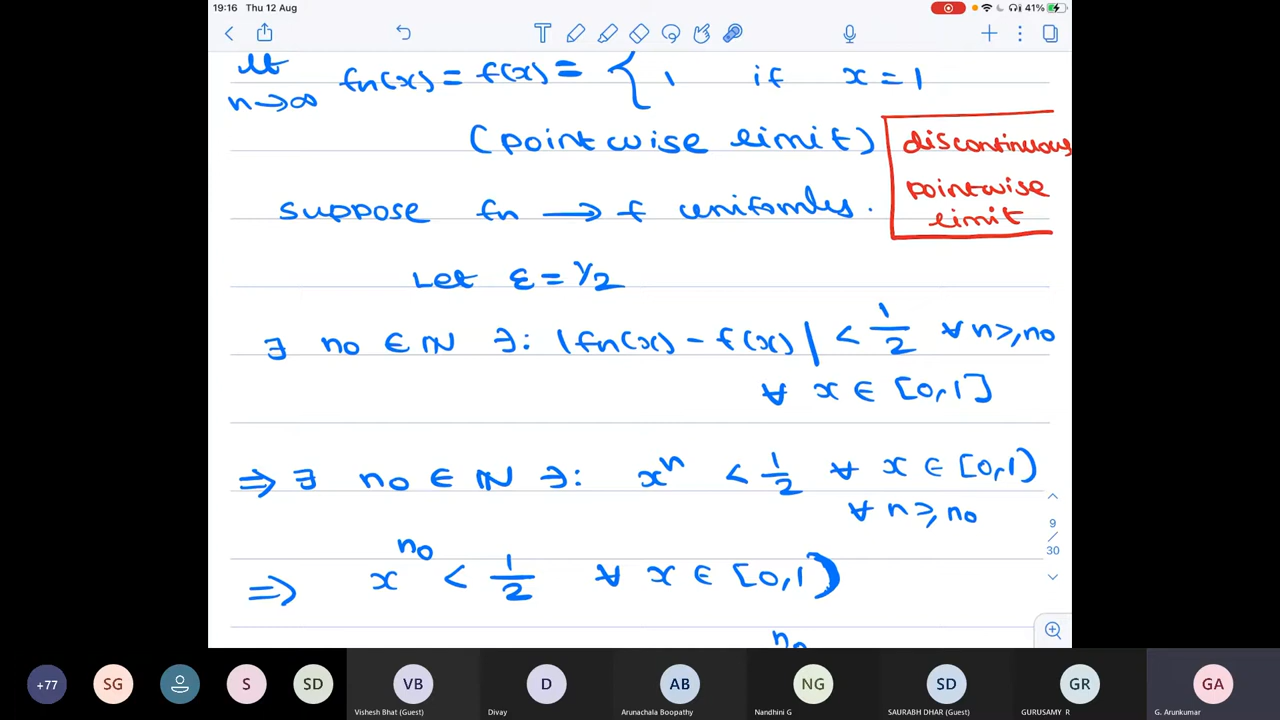 19:16 Thu 12 Aug
41%
lt
n→∞ fn(x) = f(x) = { 1 if x = 1
(pointwise limit)
discontinuous
pointwise
limit
suppose fn → f uniformly.
Let ε = 1/2
∃ n0 ∈ ℕ ∋: |fn(x) - f(x)| < 1/2 ∀ n ≥ n0
∀ x ∈ [0,1]
⇒ ∃ n0 ∈ ℕ ∋: x^n < 1/2 ∀ x ∈ [0,1)
∀ n ≥ n0
9
/
30
⇒ x^n0 < 1/2 ∀ x ∈ [0,1)
n0
+77 SG S SD VB D AB NG SD GR GA
Vishesh Bhat (Guest) Divay Arunachala Boopathy Nandhini G SAURABH DHAR (Guest) GURUSAMY R G. Arunkumar